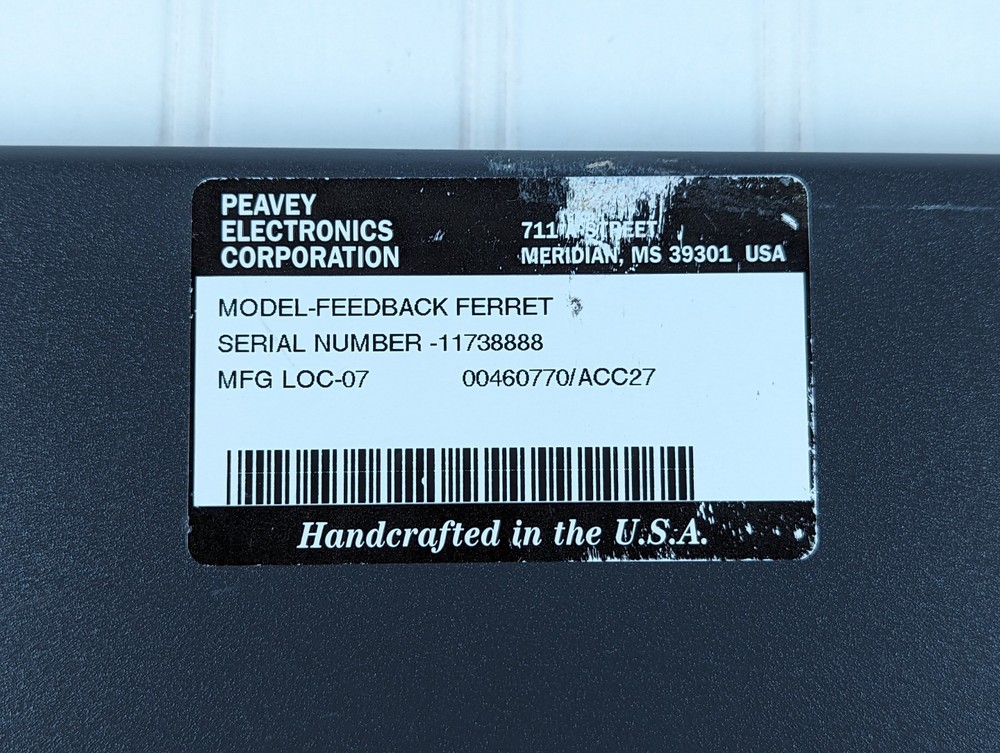 PEAVEY
ELECTRONICS
CORPORATION
711 A STREET
MERIDIAN, MS 39301 USA
MODEL-FEEDBACK FERRET
SERIAL NUMBER -11738888
MFG LOC-07 00460770/ACC27
Handcrafted in the U.S.A.